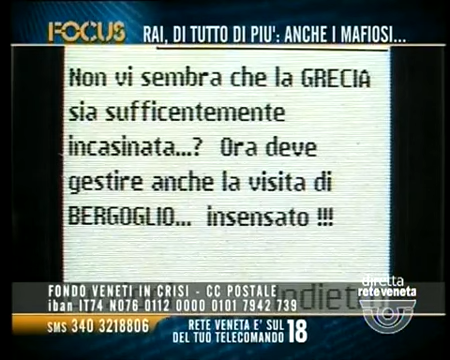 FOCUS RAI, DI TUTTO DI PIU': ANCHE I MAFIOSI...
Non vi sembra che la GRECIA
sia sufficentemente
incasinata...? Ora deve
gestire anche la visita di
BERGOGLIO... insensato !!!
diretta
reteveneta
FONDO VENETI IN CRISI - CC POSTALE
iban IT74 N076 0112 0000 0101 7942 739
SMS 340 3218806
RETE VENETA E' SUL
DEL TUO TELECOMANDO 18